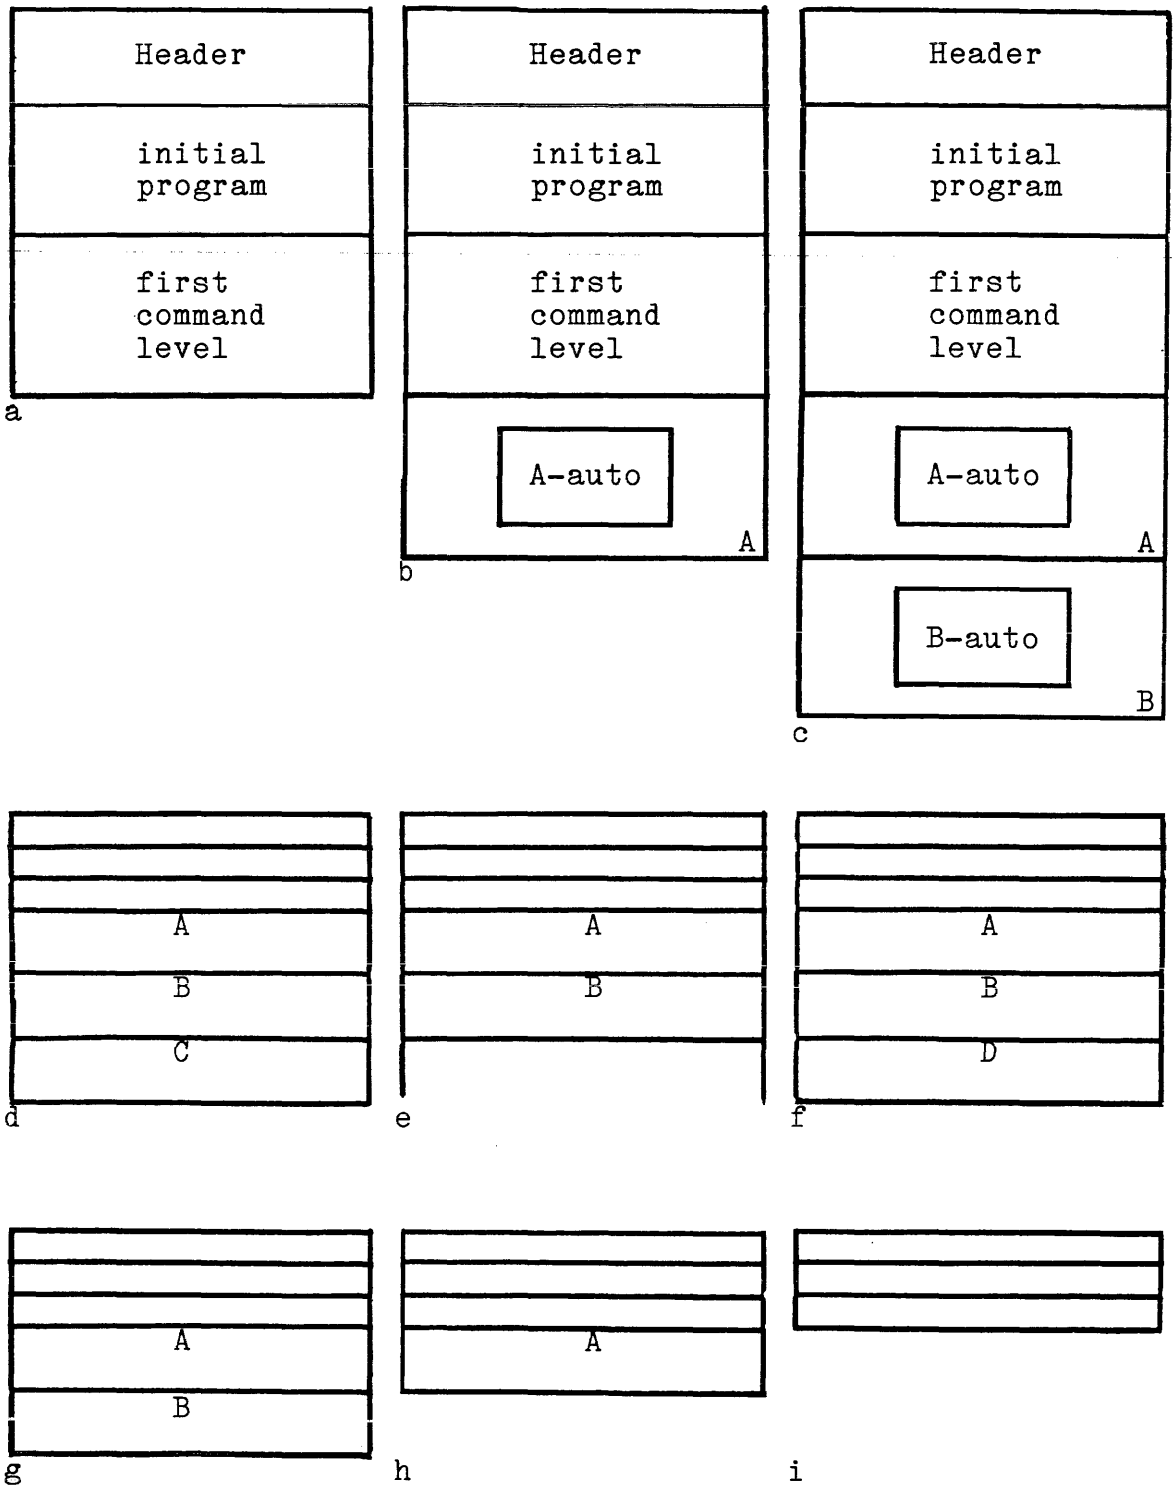 Header
initial
program
first
command
level
a
Header
initial
program
first
command
level
A-auto
A
b
Header
initial
program
first
command
level
A-auto
A
B-auto
B
c
A
B
C
d
A
B
e
A
B
D
f
A
B
g
A
h
i